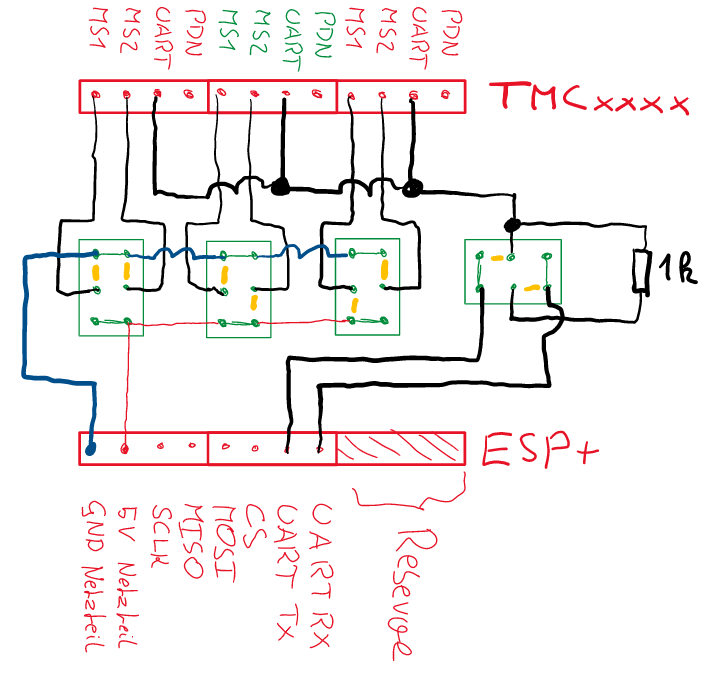 MS1
MS2
UART
PDN
MS1
MS2
UART
PDN
MS1
MS2
UART
PDN
TMCxxxx
1k
ESP+
GND Netzteil
5V Netzteil
SCLK
MISO
MOSI
CS
UART TX
UART RX
Reserve